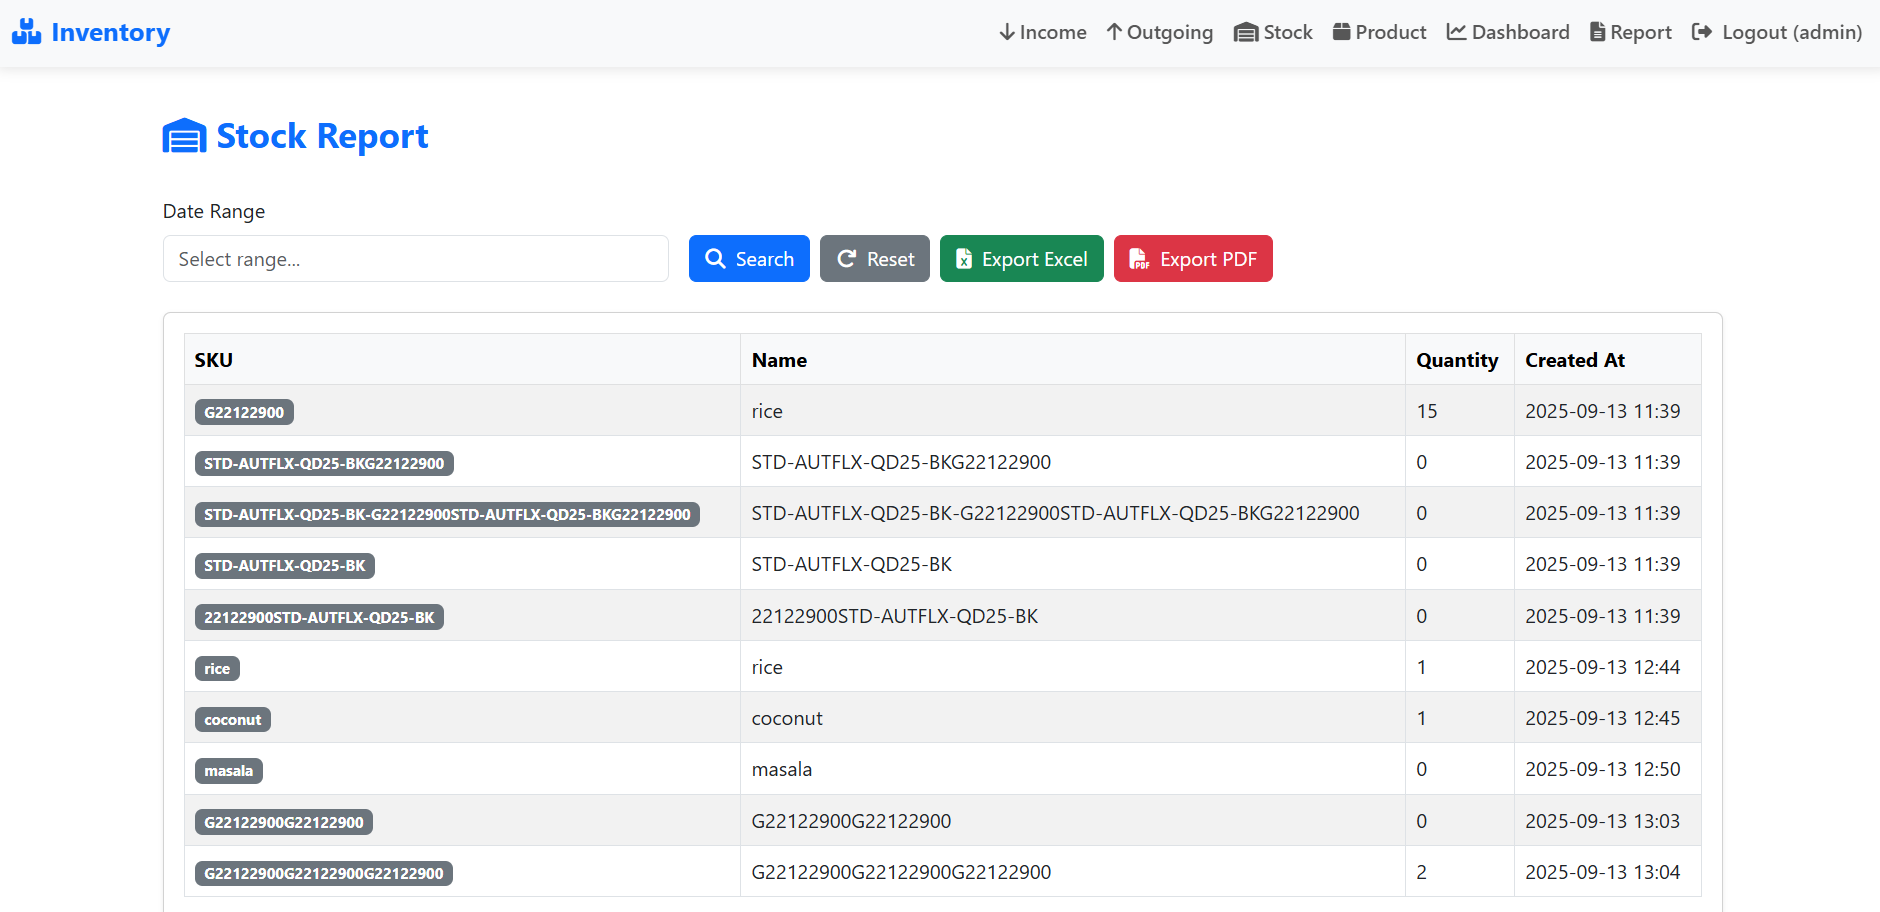 Inventory Income Outgoing Stock Product Dashboard Report Logout (admin)
Stock Report
Date Range
Select range... Search Reset Export Excel Export PDF
SKU Name Quantity Created At
G22122900 rice 15 2025-09-13 11:39
STD-AUTFLX-QD25-BKG22122900 STD-AUTFLX-QD25-BKG22122900 0 2025-09-13 11:39
STD-AUTFLX-QD25-BK-G22122900STD-AUTFLX-QD25-BKG22122900 STD-AUTFLX-QD25-BK-G22122900STD-AUTFLX-QD25-BKG22122900 0 2025-09-13 11:39
STD-AUTFLX-QD25-BK STD-AUTFLX-QD25-BK 0 2025-09-13 11:39
22122900STD-AUTFLX-QD25-BK 22122900STD-AUTFLX-QD25-BK 0 2025-09-13 11:39
rice rice 1 2025-09-13 12:44
coconut coconut 1 2025-09-13 12:45
masala masala 0 2025-09-13 12:50
G22122900G22122900 G22122900G22122900 0 2025-09-13 13:03
G22122900G22122900G22122900 G22122900G22122900G22122900 2 2025-09-13 13:04